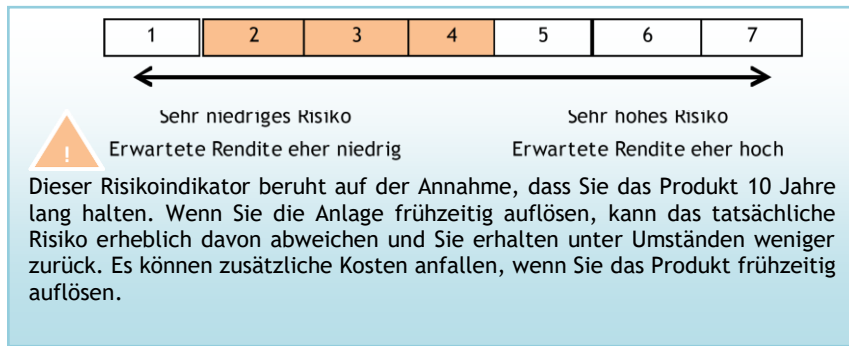 1 2 3 4 5 6 7
Sehr niedriges Risiko Sehr hohes Risiko
! Erwartete Rendite eher niedrig Erwartete Rendite eher hoch
Dieser Risikoindikator beruht auf der Annahme, dass Sie das Produkt 10 Jahre
lang halten. Wenn Sie die Anlage frühzeitig auflösen, kann das tatsächliche
Risiko erheblich davon abweichen und Sie erhalten unter Umständen weniger
zurück. Es können zusätzliche Kosten anfallen, wenn Sie das Produkt frühzeitig
auflösen.